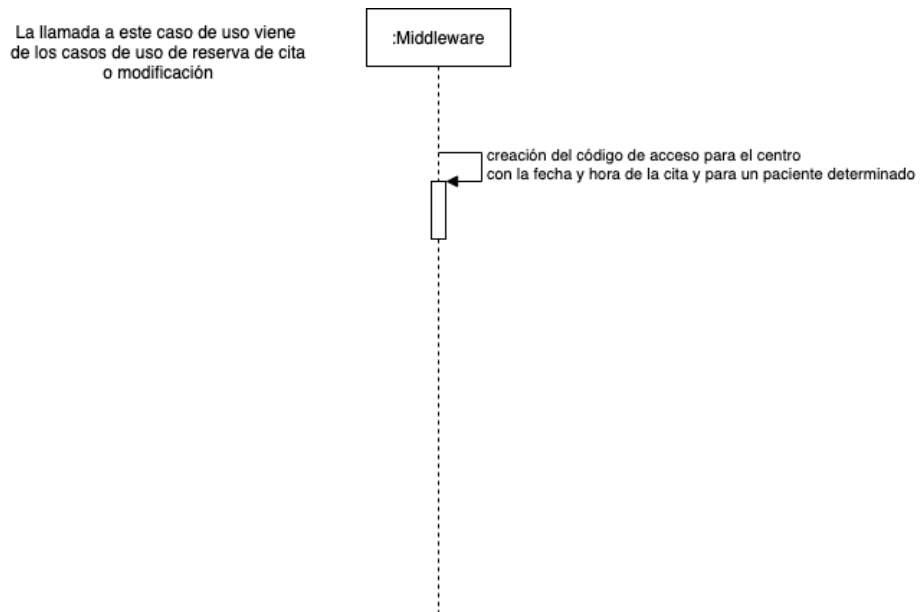 La llamada a este caso de uso viene
de los casos de uso de reserva de cita
o modificación
:Middleware
creación del código de acceso para el centro
con la fecha y hora de la cita y para un paciente determinado